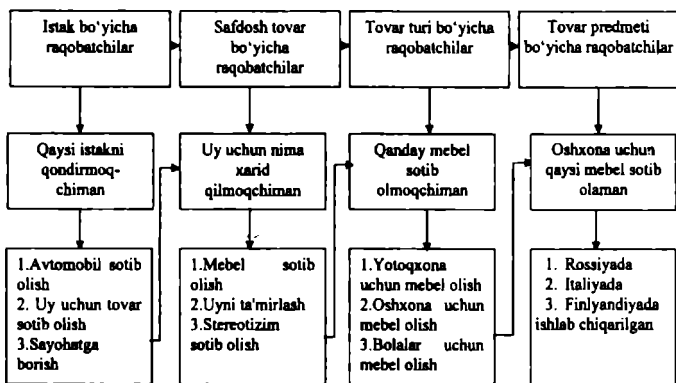 Istak bo‘yicha
raqobatchilar
Safdosh tovar
bo‘yicha
raqobatchilar
Tovar turi bo‘yicha
raqobatchilar
Tovar predmeti
bo‘yicha raqobatchilar
Qaysi istakni
qondirmoq-
chiman
Uy uchun nima
xarid
qilmoqchiman
Qanday mebel
sotib
olmoqchiman
Oshxona uchun
qaysi mebel sotib
olaman
1.Avtomobil sotib
olish
2. Uy uchun tovar
sotib olish
3.Sayohatga
borish
1.Mebel sotib
olish
2.Uyni ta'mirlash
3.Stereotizim
sotib olish
1.Yotoqxona
uchun mebel olish
2.Oshxona uchun
mebel olish
3.Bolalar uchun
mebel olish
1. Rossiyada
2. Italiyada
3. Finlyandiyada
ishlab chiqarilgan